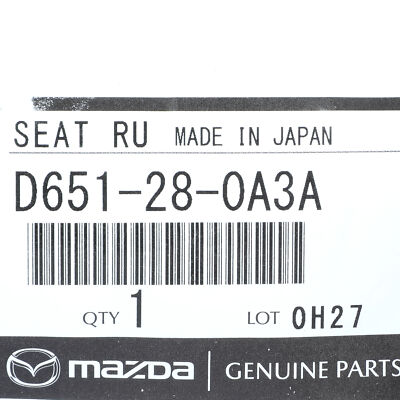 SEAT RU MADE IN JAPAN
D651-28-0A3A
QTY 1 LOT 0H27
mazda GENUINE PARTS